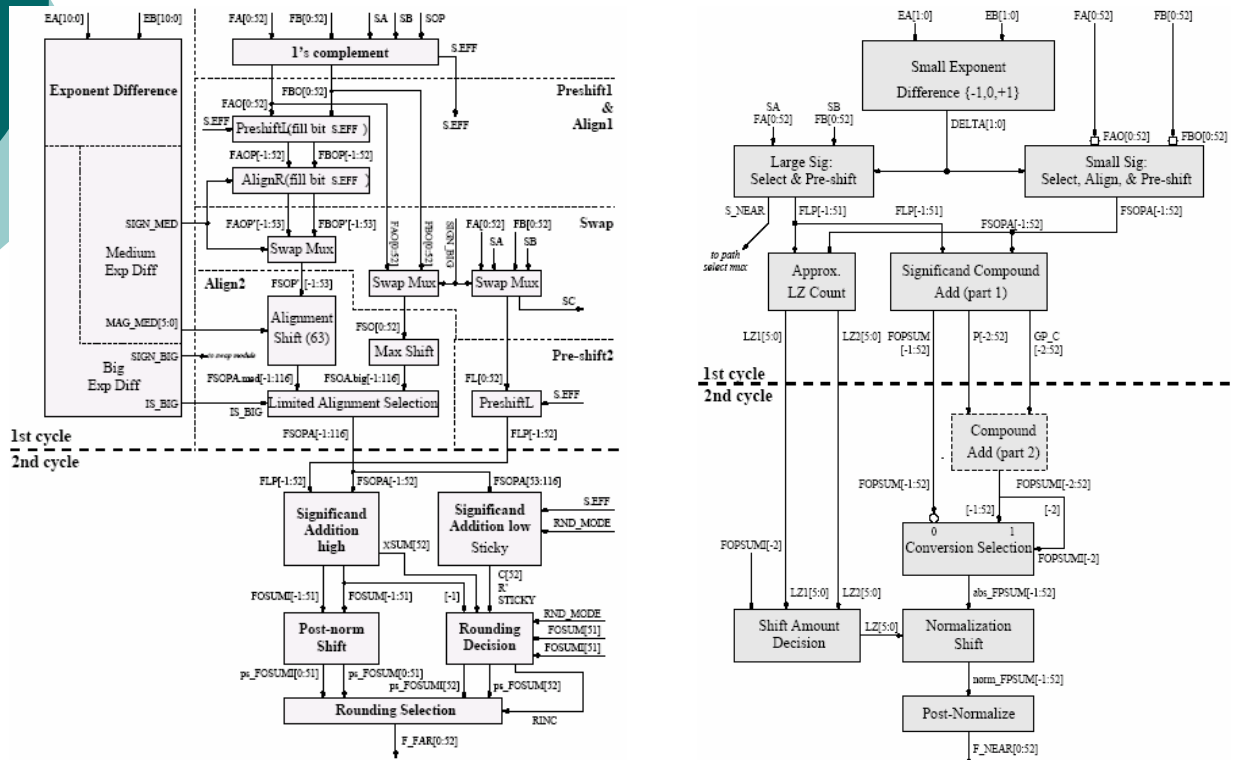 EA[10:0]
EB[10:0]
FA[0:52]
FB[0:52]
SA
SB
SOP
1's complement
S.EFF
Exponent Difference
FBO[0:52]
FAO[0:52]
Preshift1
&
Align1
S.EFF
S.EFF
PreshiftL(fill bit S.EFF )
FAOP[-1:52]
FBOP[-1:52]
AlignR(fill bit S.EFF )
SIGN_MED
FAOP'[-1:53]
FBOP'[-1:53]
FAO[0:52]
FBO[0:52]
SIGN_BIG
FA[0:52]
FB[0:52]
SA
SB
Swap
Medium
Exp Diff
Swap Mux
Align2
FSOP' [-1:53]
Swap Mux
Swap Mux
SC
MAG_MED[5:0]
Alignment
Shift (63)
FSO[0:52]
SIGN_BIG
to swap module
Max Shift
Pre-shift2
Big
Exp Diff
FSOPA.med[-1:116]
FSOA.big[-1:116]
FL[0:52]
IS_BIG
IS_BIG
Limited Alignment Selection
PreshiftL
S.EFF
1st cycle
FSOPA[-1:116]
FLP[-1:52]
2nd cycle
FLP[-1:52]
FSOPA[-1:52]
FSOPA[53:116]
Significand
Addition
high
Significand
Addition low
Sticky
S.EFF
RND_MODE
XSUM[52]
C[52]
R'
STICKY
FOSUMI[-1:51]
FOSUM[-1:51]
[-1]
Post-norm
Shift
Rounding
Decision
RND_MODE
FOSUM[51]
FOSUMI[51]
ps_FOSUMI[0:51]
ps_FOSUM[0:51]
ps_FOSUMI[52]
ps_FOSUM[52]
Rounding Selection
RINC
F_FAR[0:52]
EA[1:0]
EB[1:0]
FA[0:52]
FB[0:52]
Small Exponent
Difference {-1,0,+1}
SA
FA[0:52]
SB
FB[0:52]
DELTA[1:0]
FAO[0:52]
FBO[0:52]
Large Sig:
Select & Pre-shift
Small Sig:
Select, Align, & Pre-shift
S_NEAR
FLP[-1:51]
FLP[-1:51]
FSOPA[-1:52]
FSOPA[-1:52]
to path
select mux
Approx.
LZ Count
Significand Compound
Add (part 1)
LZ1[5:0]
LZ2[5:0]
FOPSUM
[-1:52]
P[-2:52]
GP_C
[-2:52]
1st cycle
2nd cycle
Compound
Add (part 2)
FOPSUM[-1:52]
FOPSUMI[-2:52]
[-1:52]
[-2]
0
1
Conversion Selection
FOPSUMI[-2]
FOPSUMI[-2]
LZ1[5:0]
LZ2[5:0]
abs_FPSUM[-1:52]
Shift Amount
Decision
LZ[5:0]
Normalization
Shift
norm_FPSUM[-1:52]
Post-Normalize
F_NEAR[0:52]